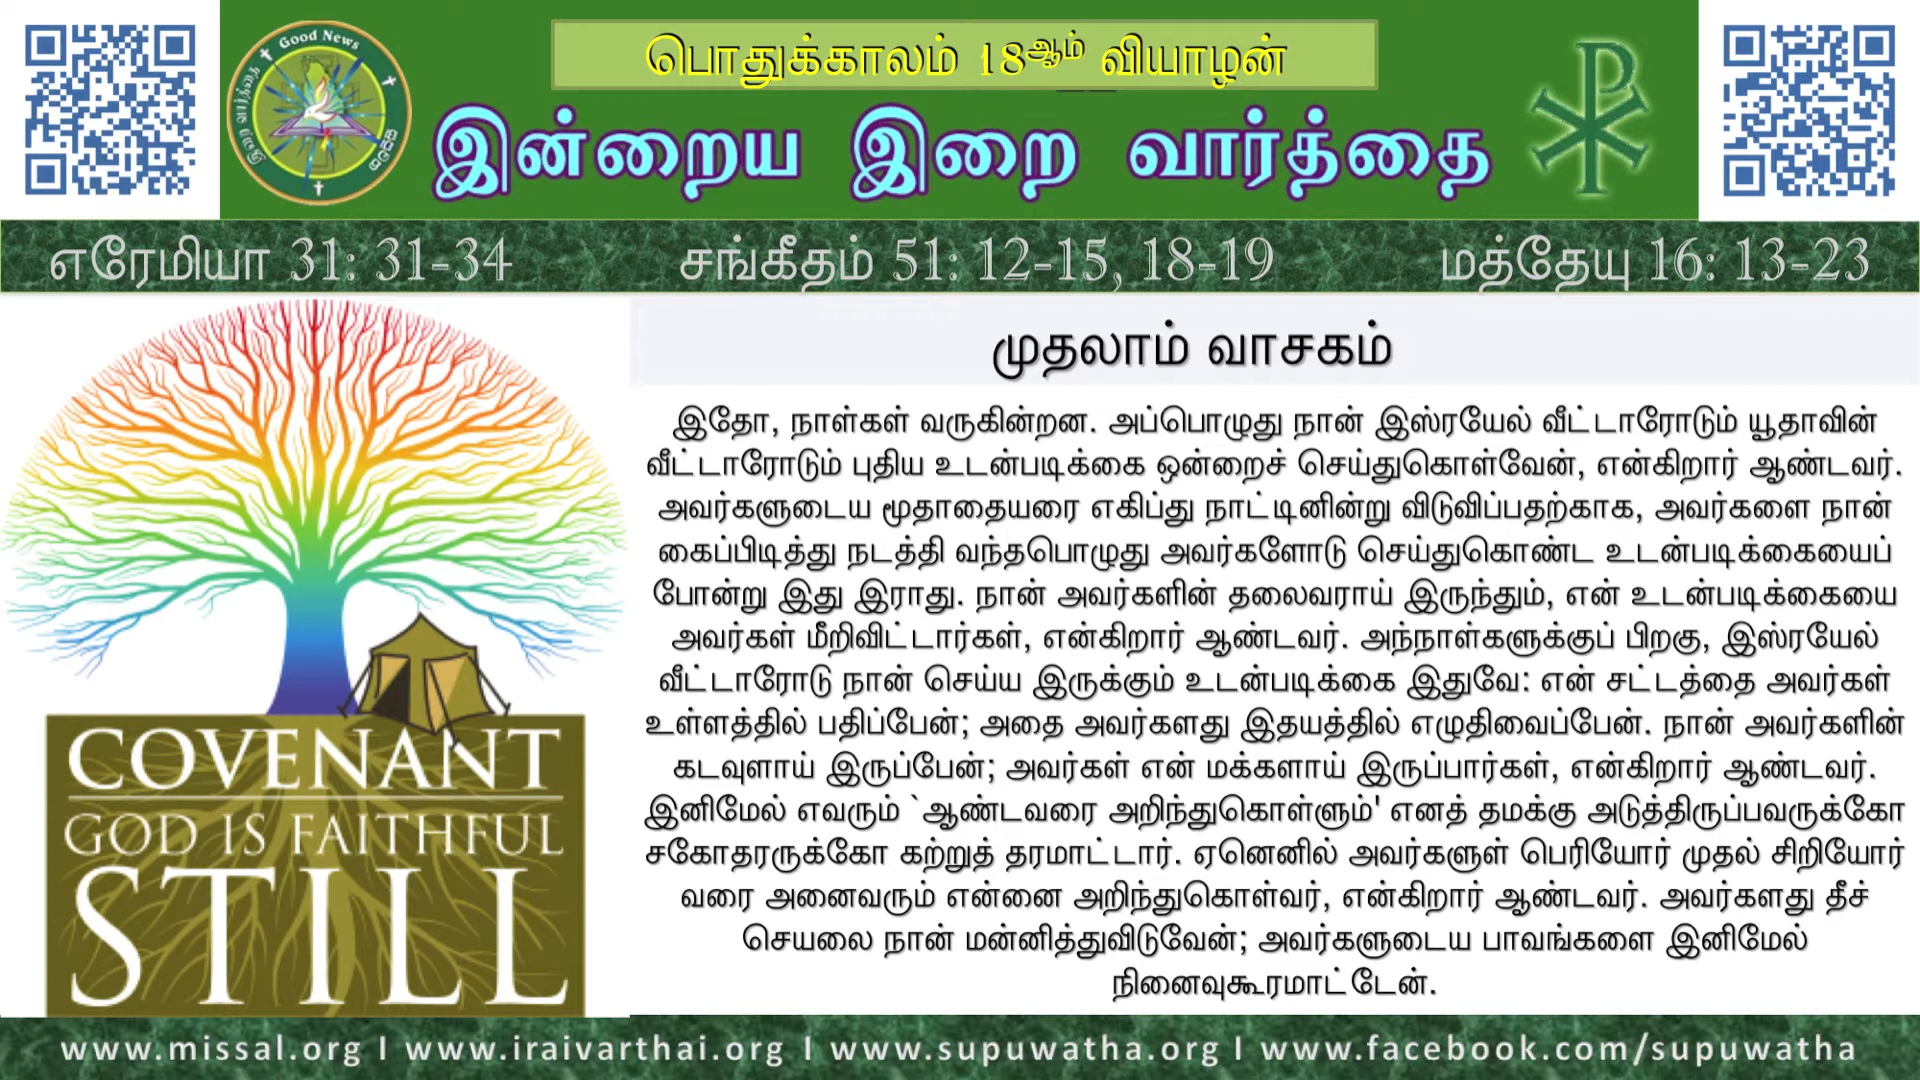 பொதுக்காலம் 18ஆம் வியாழன்
Good News
இன்றைய இறை வார்த்தை
எரேமியா 31: 31-34
சங்கீதம் 51: 12-15, 18-19
மத்தேயு 16: 13-23
COVENANT
GOD IS FAITHFUL
STILL
முதலாம் வாசகம்
இதோ, நாள்கள் வருகின்றன. அப்பொழுது நான் இஸ்ரயேல் வீட்டாரோடும் யூதாவின்
வீட்டாரோடும் புதிய உடன்படிக்கை ஒன்றைச் செய்துகொள்வேன், என்கிறார் ஆண்டவர்.
அவர்களுடைய மூதாதையரை எகிப்து நாட்டினின்று விடுவிப்பதற்காக, அவர்களை நான்
கைப்பிடித்து நடத்தி வந்தபொழுது அவர்களோடு செய்துகொண்ட உடன்படிக்கையைப்
போன்று இது இராது. நான் அவர்களின் தலைவராய் இருந்தும், என் உடன்படிக்கையை
அவர்கள் மீறிவிட்டார்கள், என்கிறார் ஆண்டவர். அந்நாள்களுக்குப் பிறகு, இஸ்ரயேல்
வீட்டாரோடு நான் செய்ய இருக்கும் உடன்படிக்கை இதுவே: என் சட்டத்தை அவர்கள்
உள்ளத்தில் பதிப்பேன்; அதை அவர்களது இதயத்தில் எழுதிவைப்பேன். நான் அவர்களின்
கடவுளாய் இருப்பேன்; அவர்கள் என் மக்களாய் இருப்பார்கள், என்கிறார் ஆண்டவர்.
இனிமேல் எவரும் `ஆண்டவரை அறிந்துகொள்ளும்' எனத் தமக்கு அடுத்திருப்பவருக்கோ
சகோதரருக்கோ கற்றுத் தரமாட்டார். ஏனெனில் அவர்களுள் பெரியோர் முதல் சிறியோர்
வரை அனைவரும் என்னை அறிந்துகொள்வர், என்கிறார் ஆண்டவர். அவர்களது தீச்
செயலை நான் மன்னித்துவிடுவேன்; அவர்களுடைய பாவங்களை இனிமேல்
நினைவுகூரமாட்டேன்.
www.missal.org I www.iraivarthai.org I www.supuwatha.org I www.facebook.com/supuwatha